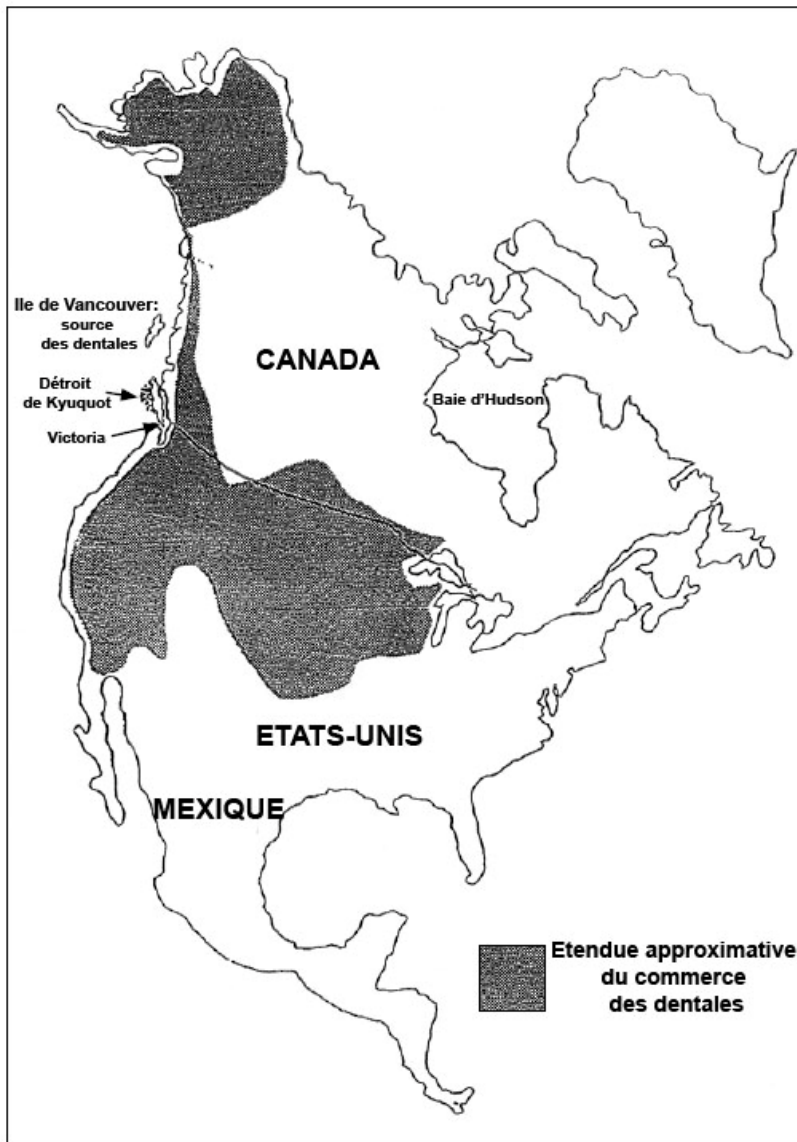 Ile de Vancouver:
source
des dentales
Détroit
de Kyuquot
Victoria
CANADA
Baie d'Hudson
ETATS-UNIS
MEXIQUE
Etendue approximative
du commerce
des dentales